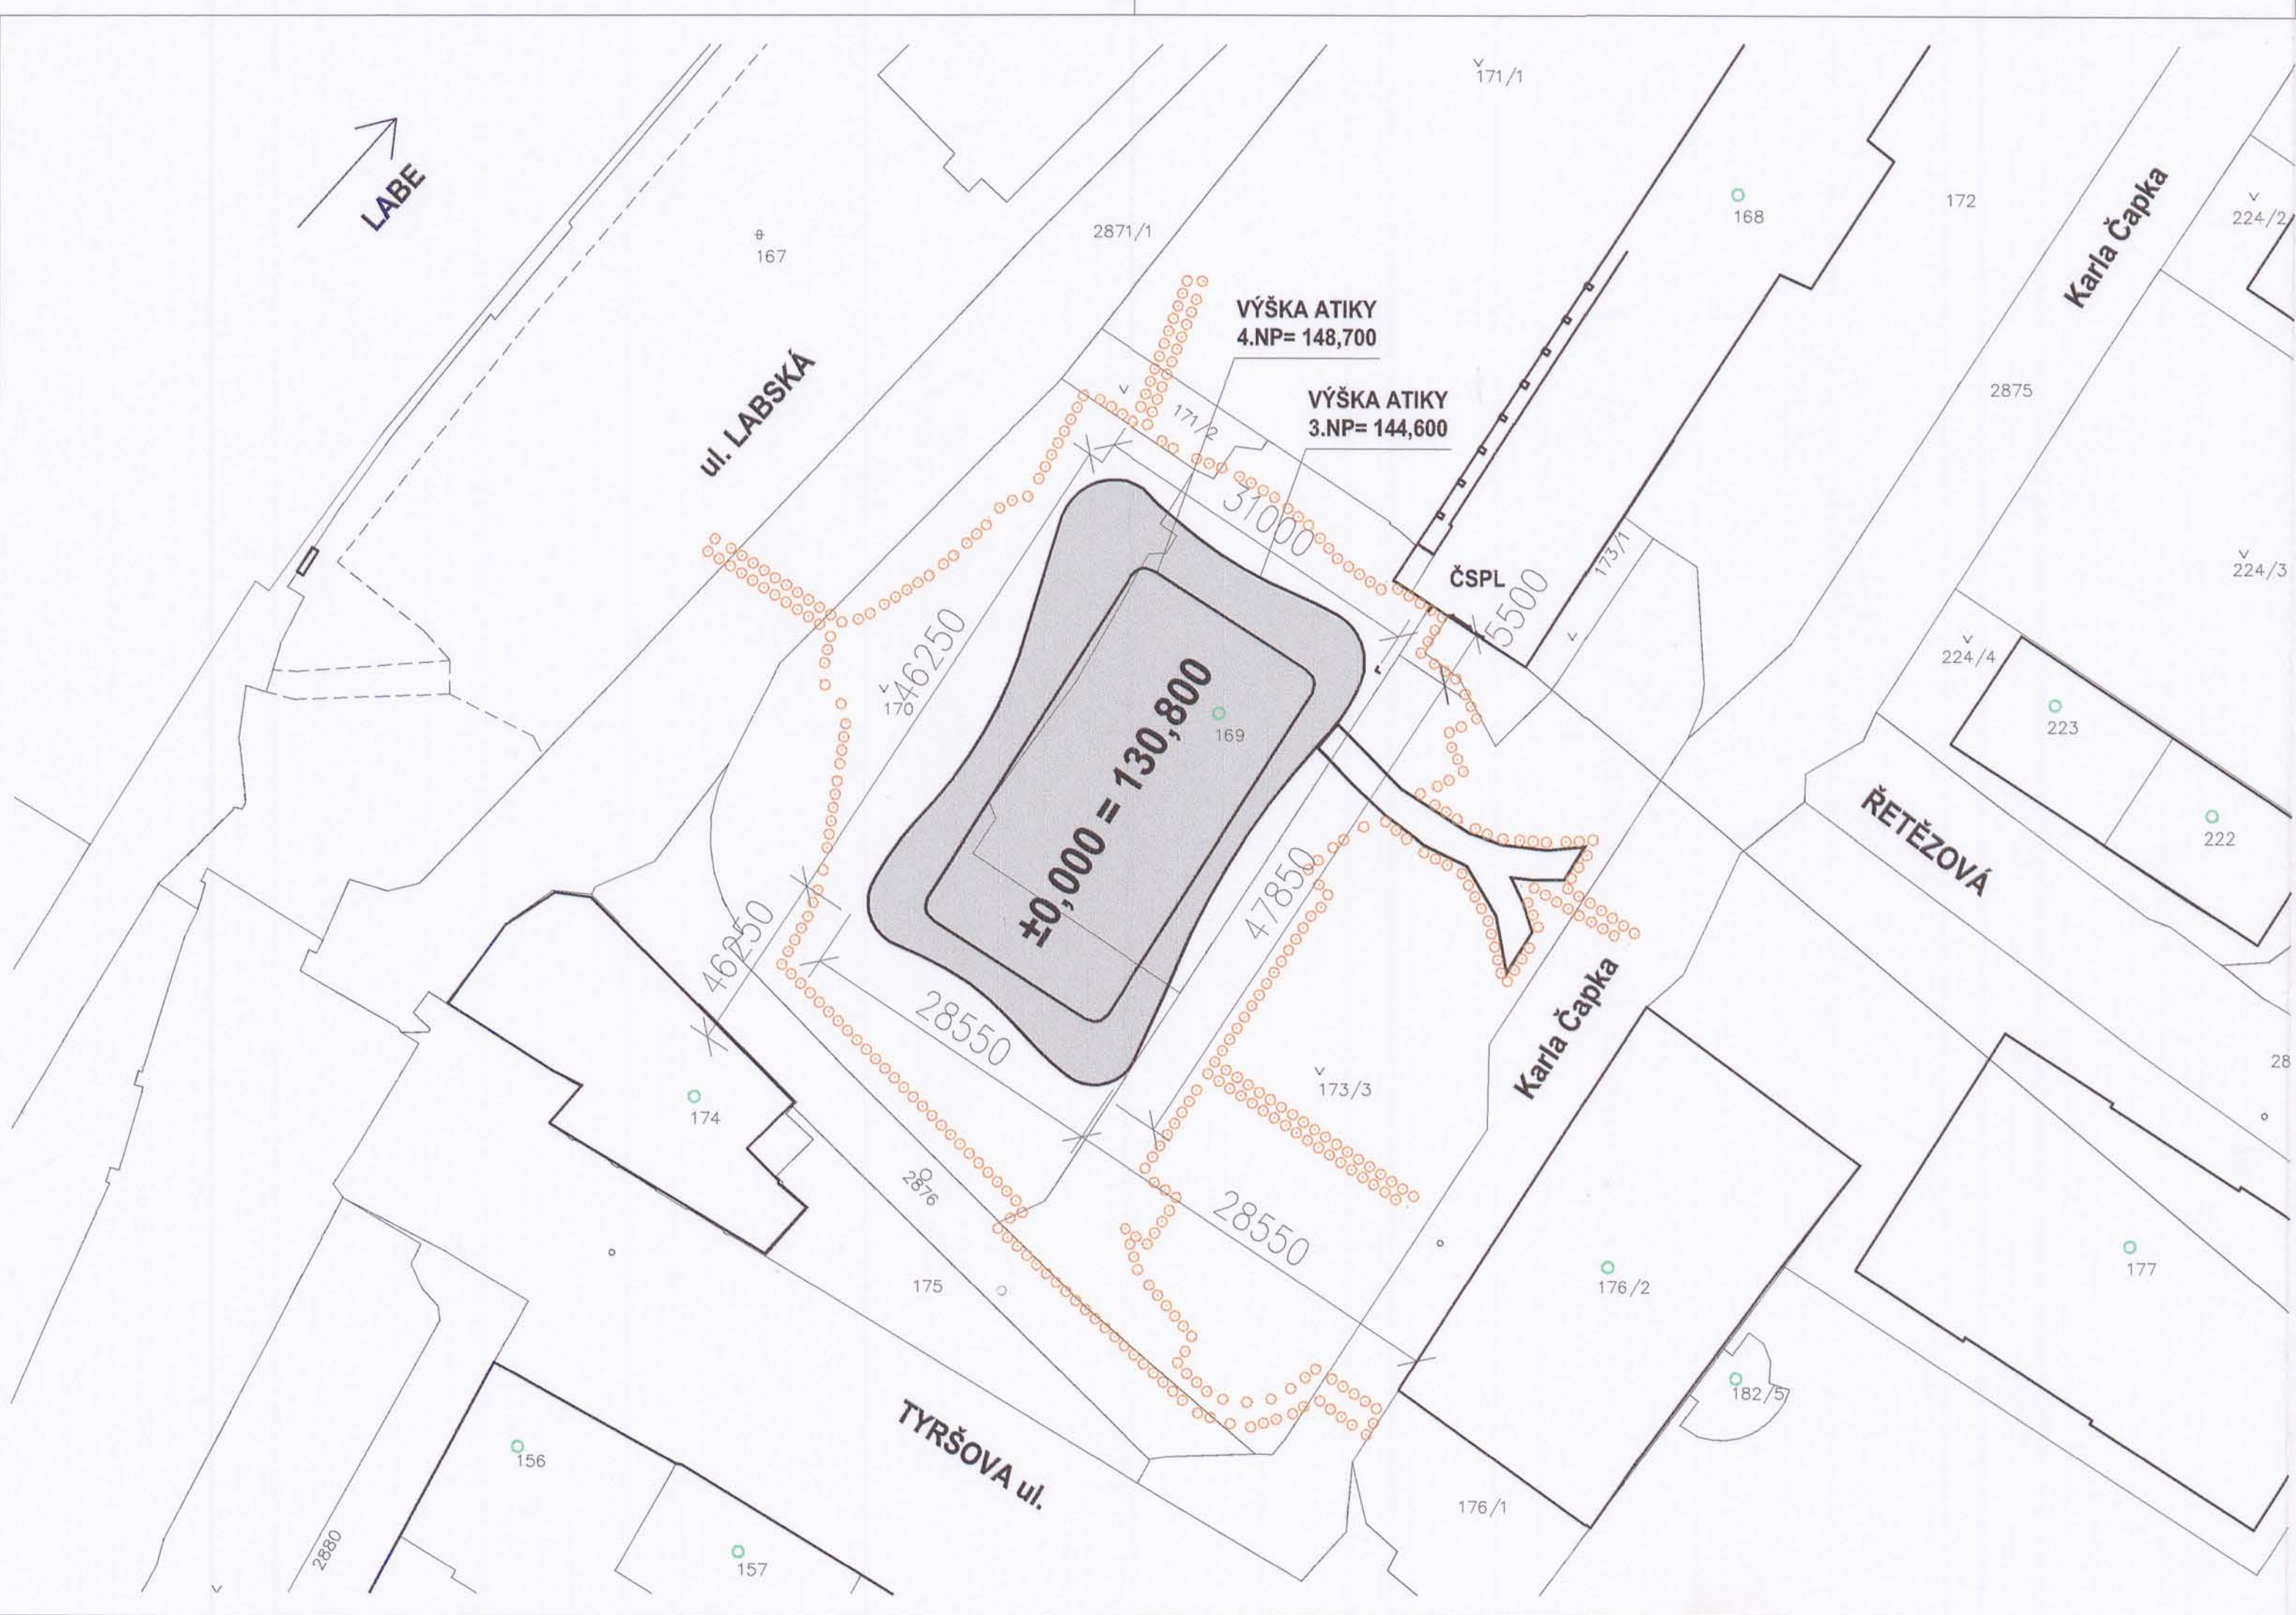 171/1
LABE
168
172
Karla Čapka
224/2
167
2871/1
VÝŠKA ATIKY
4.NP= 148,700
ul. LABSKÁ
VÝŠKA ATIKY
3.NP= 144,600
2875
171/2
31000
173/1
ČSPL
5500
224/3
224/4
46250
170
±0,000 = 130,800
169
223
222
ŘETĚZOVÁ
47850
46250
28550
Karla Čapka
28
174
173/3
2876
28550
175
176/2
177
182/5
TYRŠOVA ul.
156
157
176/1
2880